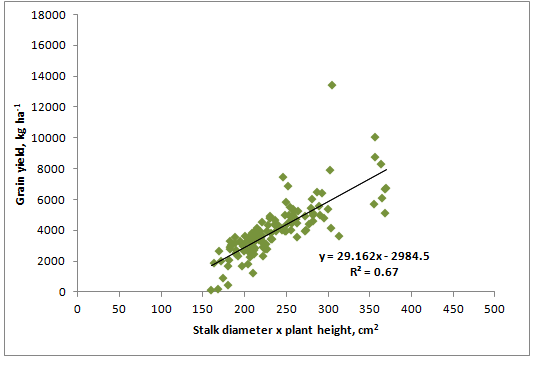 Grain yield, kg ha-1
18000
16000
14000
12000
10000
8000
6000
4000
2000
0
y = 29.162x - 2984.5
R² = 0.67
0 50 100 150 200 250 300 350 400 450 500
Stalk diameter x plant height, cm²